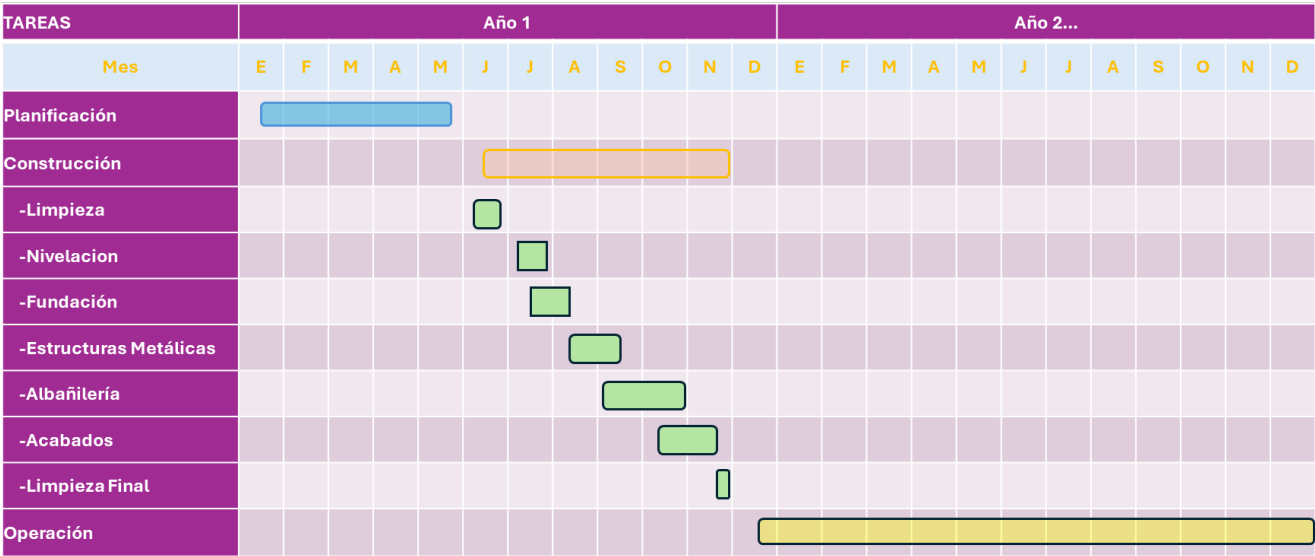 TAREAS Año 1 Año 2...
Mes E F M A M J J A S O N D E F M A M J J A S O N D
Planificación
Construcción
-Limpieza
-Nivelacion
-Fundación
-Estructuras Metálicas
-Albañilería
-Acabados
-Limpieza Final
Operación